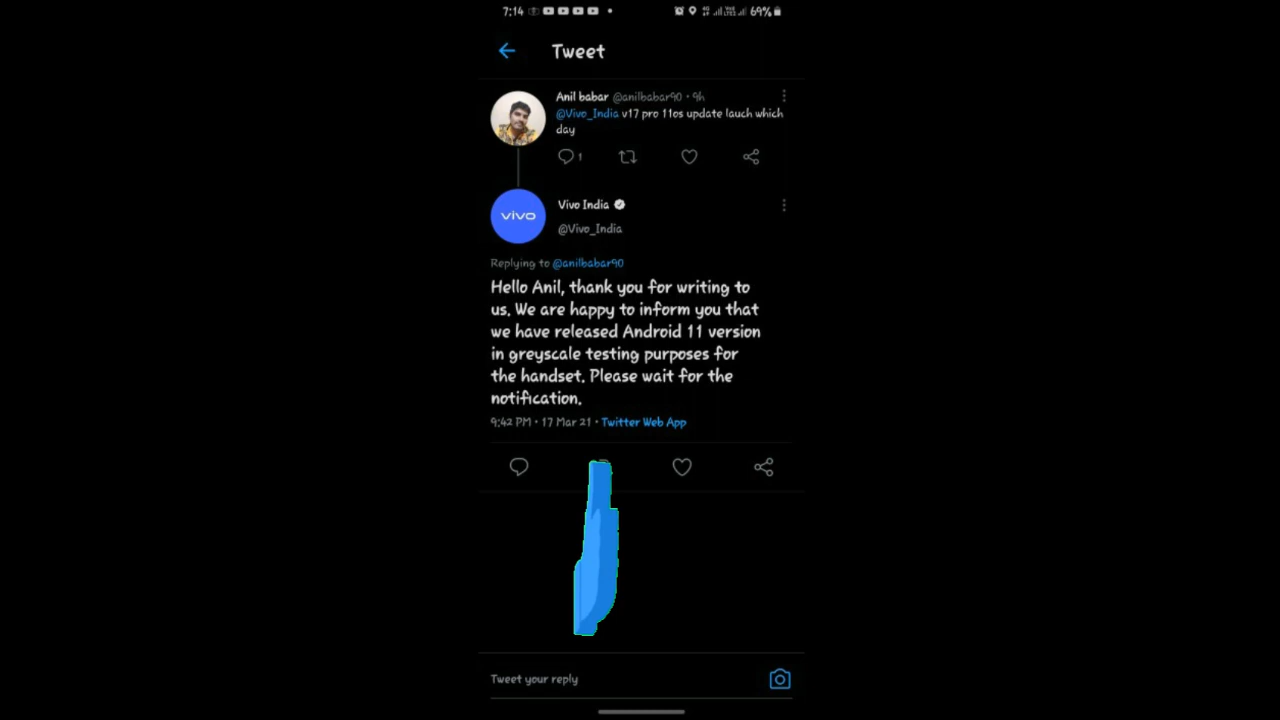 7:14
69%
Tweet
Anil babar @anilbabar90 • 9h
@Vivo_India v17 pro 11os update lauch which
day
1
vivo
Vivo India
@Vivo_India
Replying to @anilbabar90
Hello Anil, thank you for writing to
us. We are happy to inform you that
we have released Android 11 version
in greyscale testing purposes for
the handset. Please wait for the
notification.
9:42 PM • 17 Mar 21 • Twitter Web App
Tweet your reply